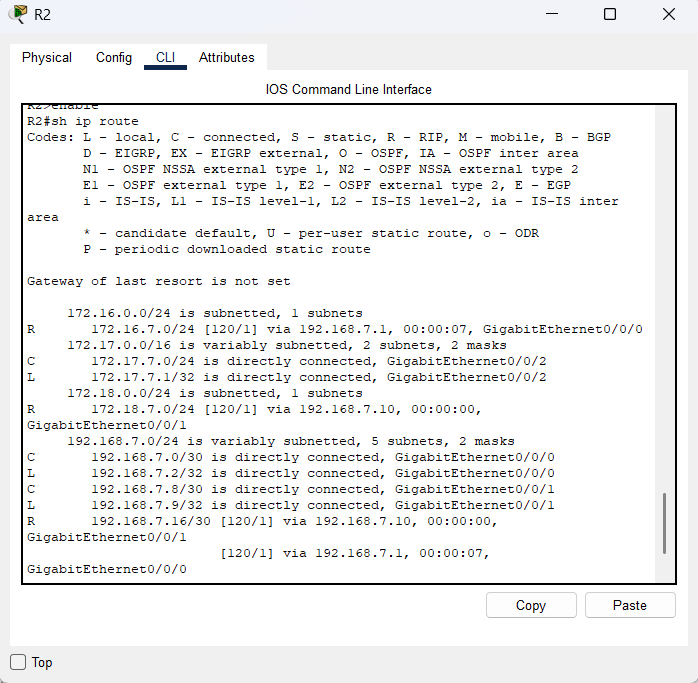 R2
Physical Config CLI Attributes
IOS Command Line Interface
R2>enable
R2#sh ip route
Codes: L - local, C - connected, S - static, R - RIP, M - mobile, B - BGP
D - EIGRP, EX - EIGRP external, O - OSPF, IA - OSPF inter area
N1 - OSPF NSSA external type 1, N2 - OSPF NSSA external type 2
E1 - OSPF external type 1, E2 - OSPF external type 2, E - EGP
i - IS-IS, L1 - IS-IS level-1, L2 - IS-IS level-2, ia - IS-IS inter
area
* - candidate default, U - per-user static route, o - ODR
P - periodic downloaded static route
Gateway of last resort is not set
172.16.0.0/24 is subnetted, 1 subnets
R 172.16.7.0/24 [120/1] via 192.168.7.1, 00:00:07, GigabitEthernet0/0/0
172.17.0.0/16 is variably subnetted, 2 subnets, 2 masks
C 172.17.7.0/24 is directly connected, GigabitEthernet0/0/2
L 172.17.7.1/32 is directly connected, GigabitEthernet0/0/2
172.18.0.0/24 is subnetted, 1 subnets
R 172.18.7.0/24 [120/1] via 192.168.7.10, 00:00:00,
GigabitEthernet0/0/1
192.168.7.0/24 is variably subnetted, 5 subnets, 2 masks
C 192.168.7.0/30 is directly connected, GigabitEthernet0/0/0
L 192.168.7.2/32 is directly connected, GigabitEthernet0/0/0
C 192.168.7.8/30 is directly connected, GigabitEthernet0/0/1
L 192.168.7.9/32 is directly connected, GigabitEthernet0/0/1
R 192.168.7.16/30 [120/1] via 192.168.7.10, 00:00:00,
GigabitEthernet0/0/1
[120/1] via 192.168.7.1, 00:00:07,
GigabitEthernet0/0/0
Copy Paste
Top